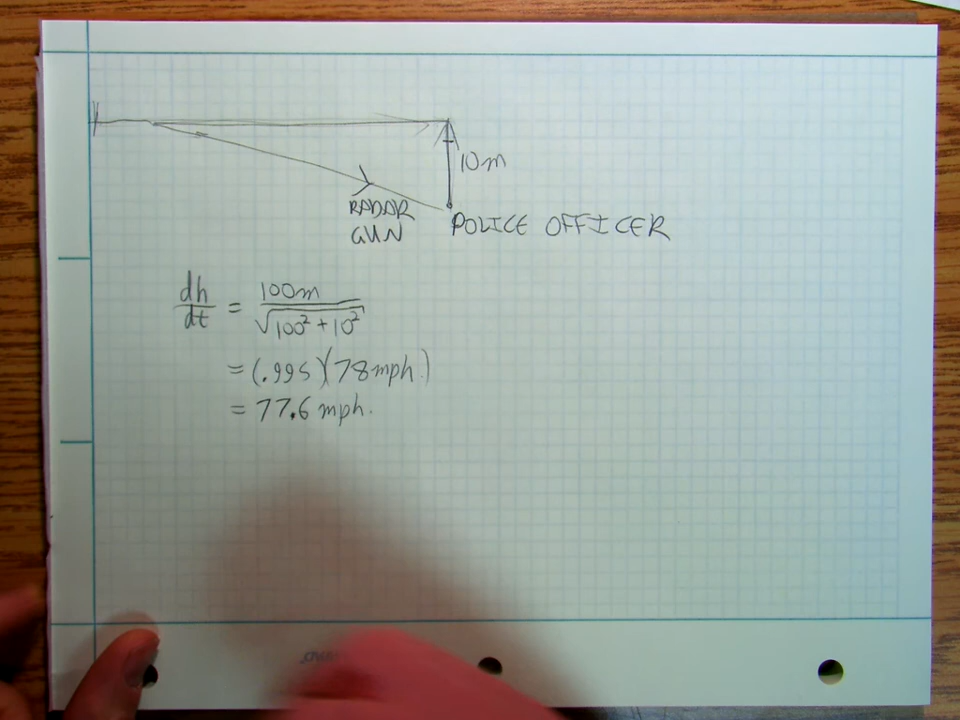 10m
RADAR
GUN
POLICE OFFICER
dh/dt = 100m/√100² + 10²
= (.995)(78mph.)
= 77.6 mph.